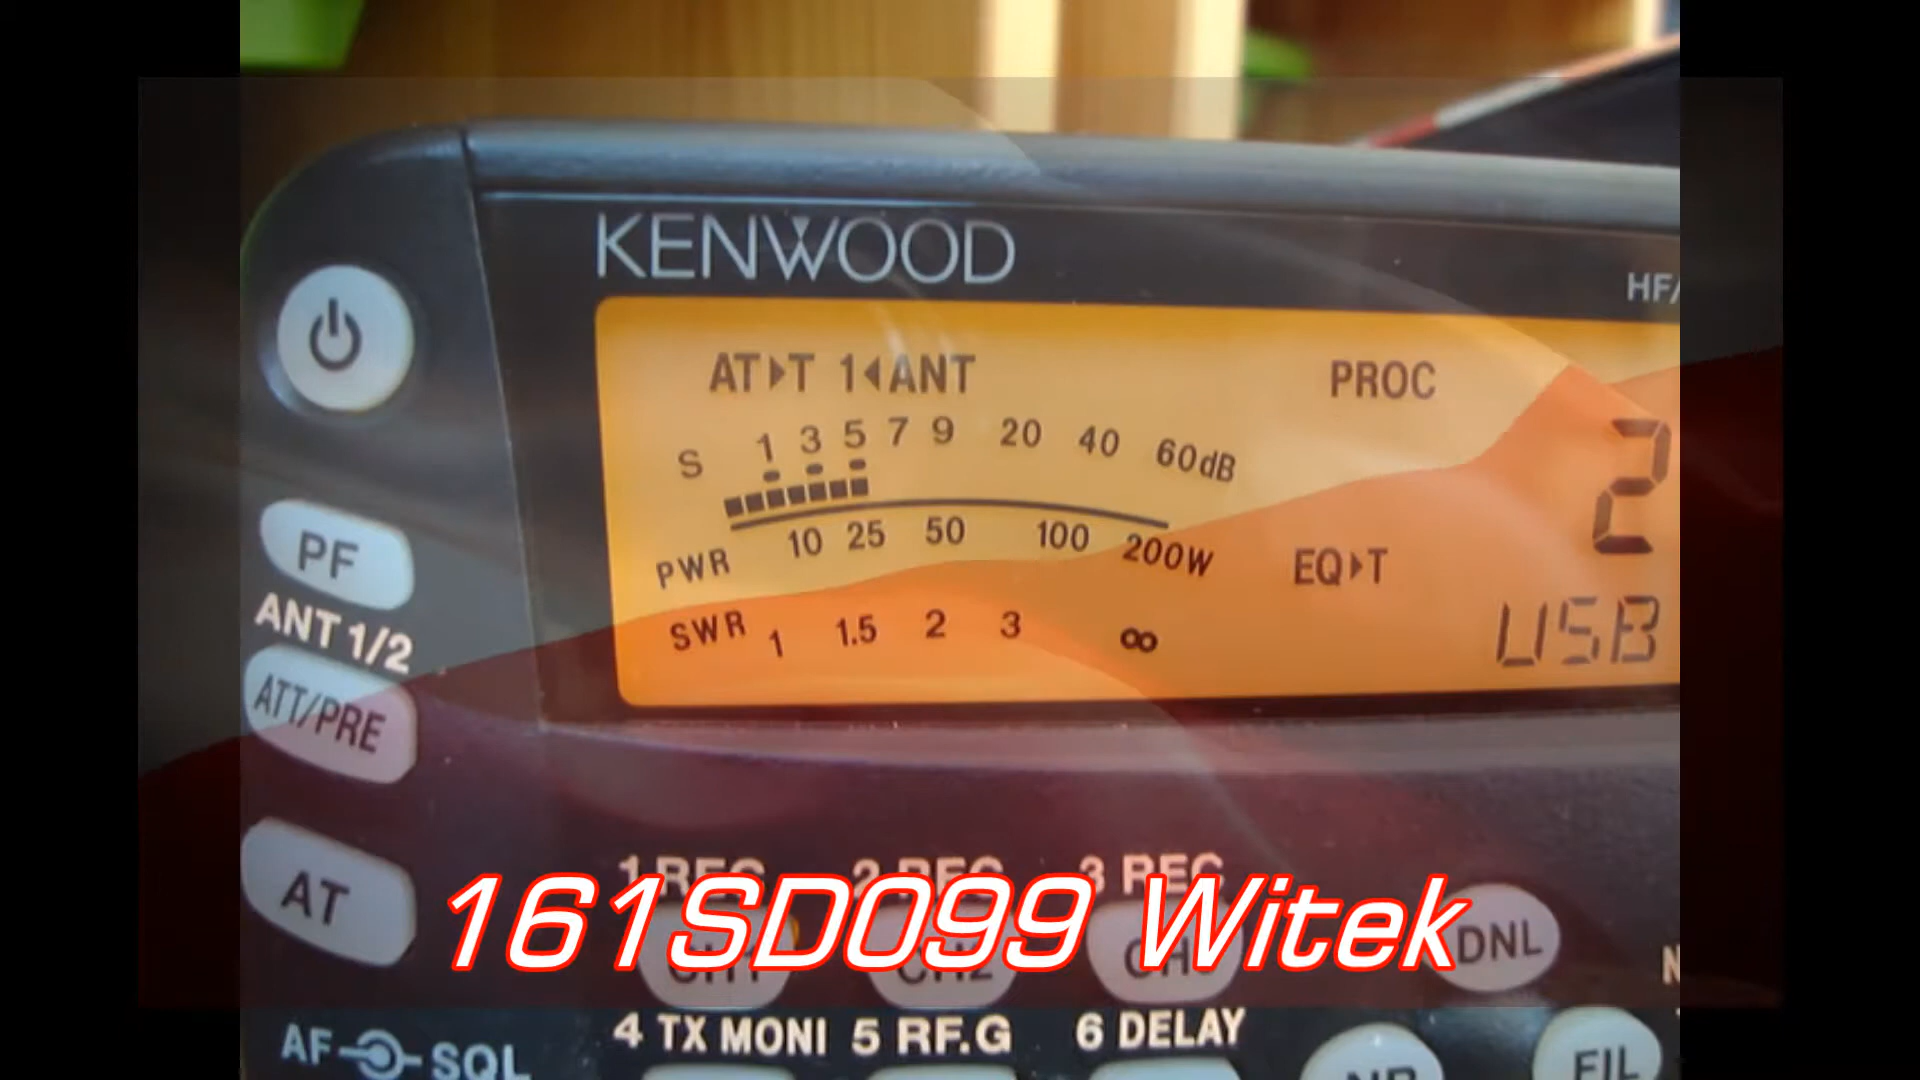 KENWOOD
HF/
AT▶T 1◀ANT PROC
S 1 3 5 7 9 20 40 60dB
2
PWR 10 25 50 100 200W
EQ▶T
SWR 1 1.5 2 3 ∞
USB
PF
ANT 1/2
ATT/PRE
AT
1 REC 2 REC 3 REC
161SD099 Witek
CH1 CH2 DNL
4 TX MONI 5 RF.G 6 DELAY
AF SQL
NR FIL